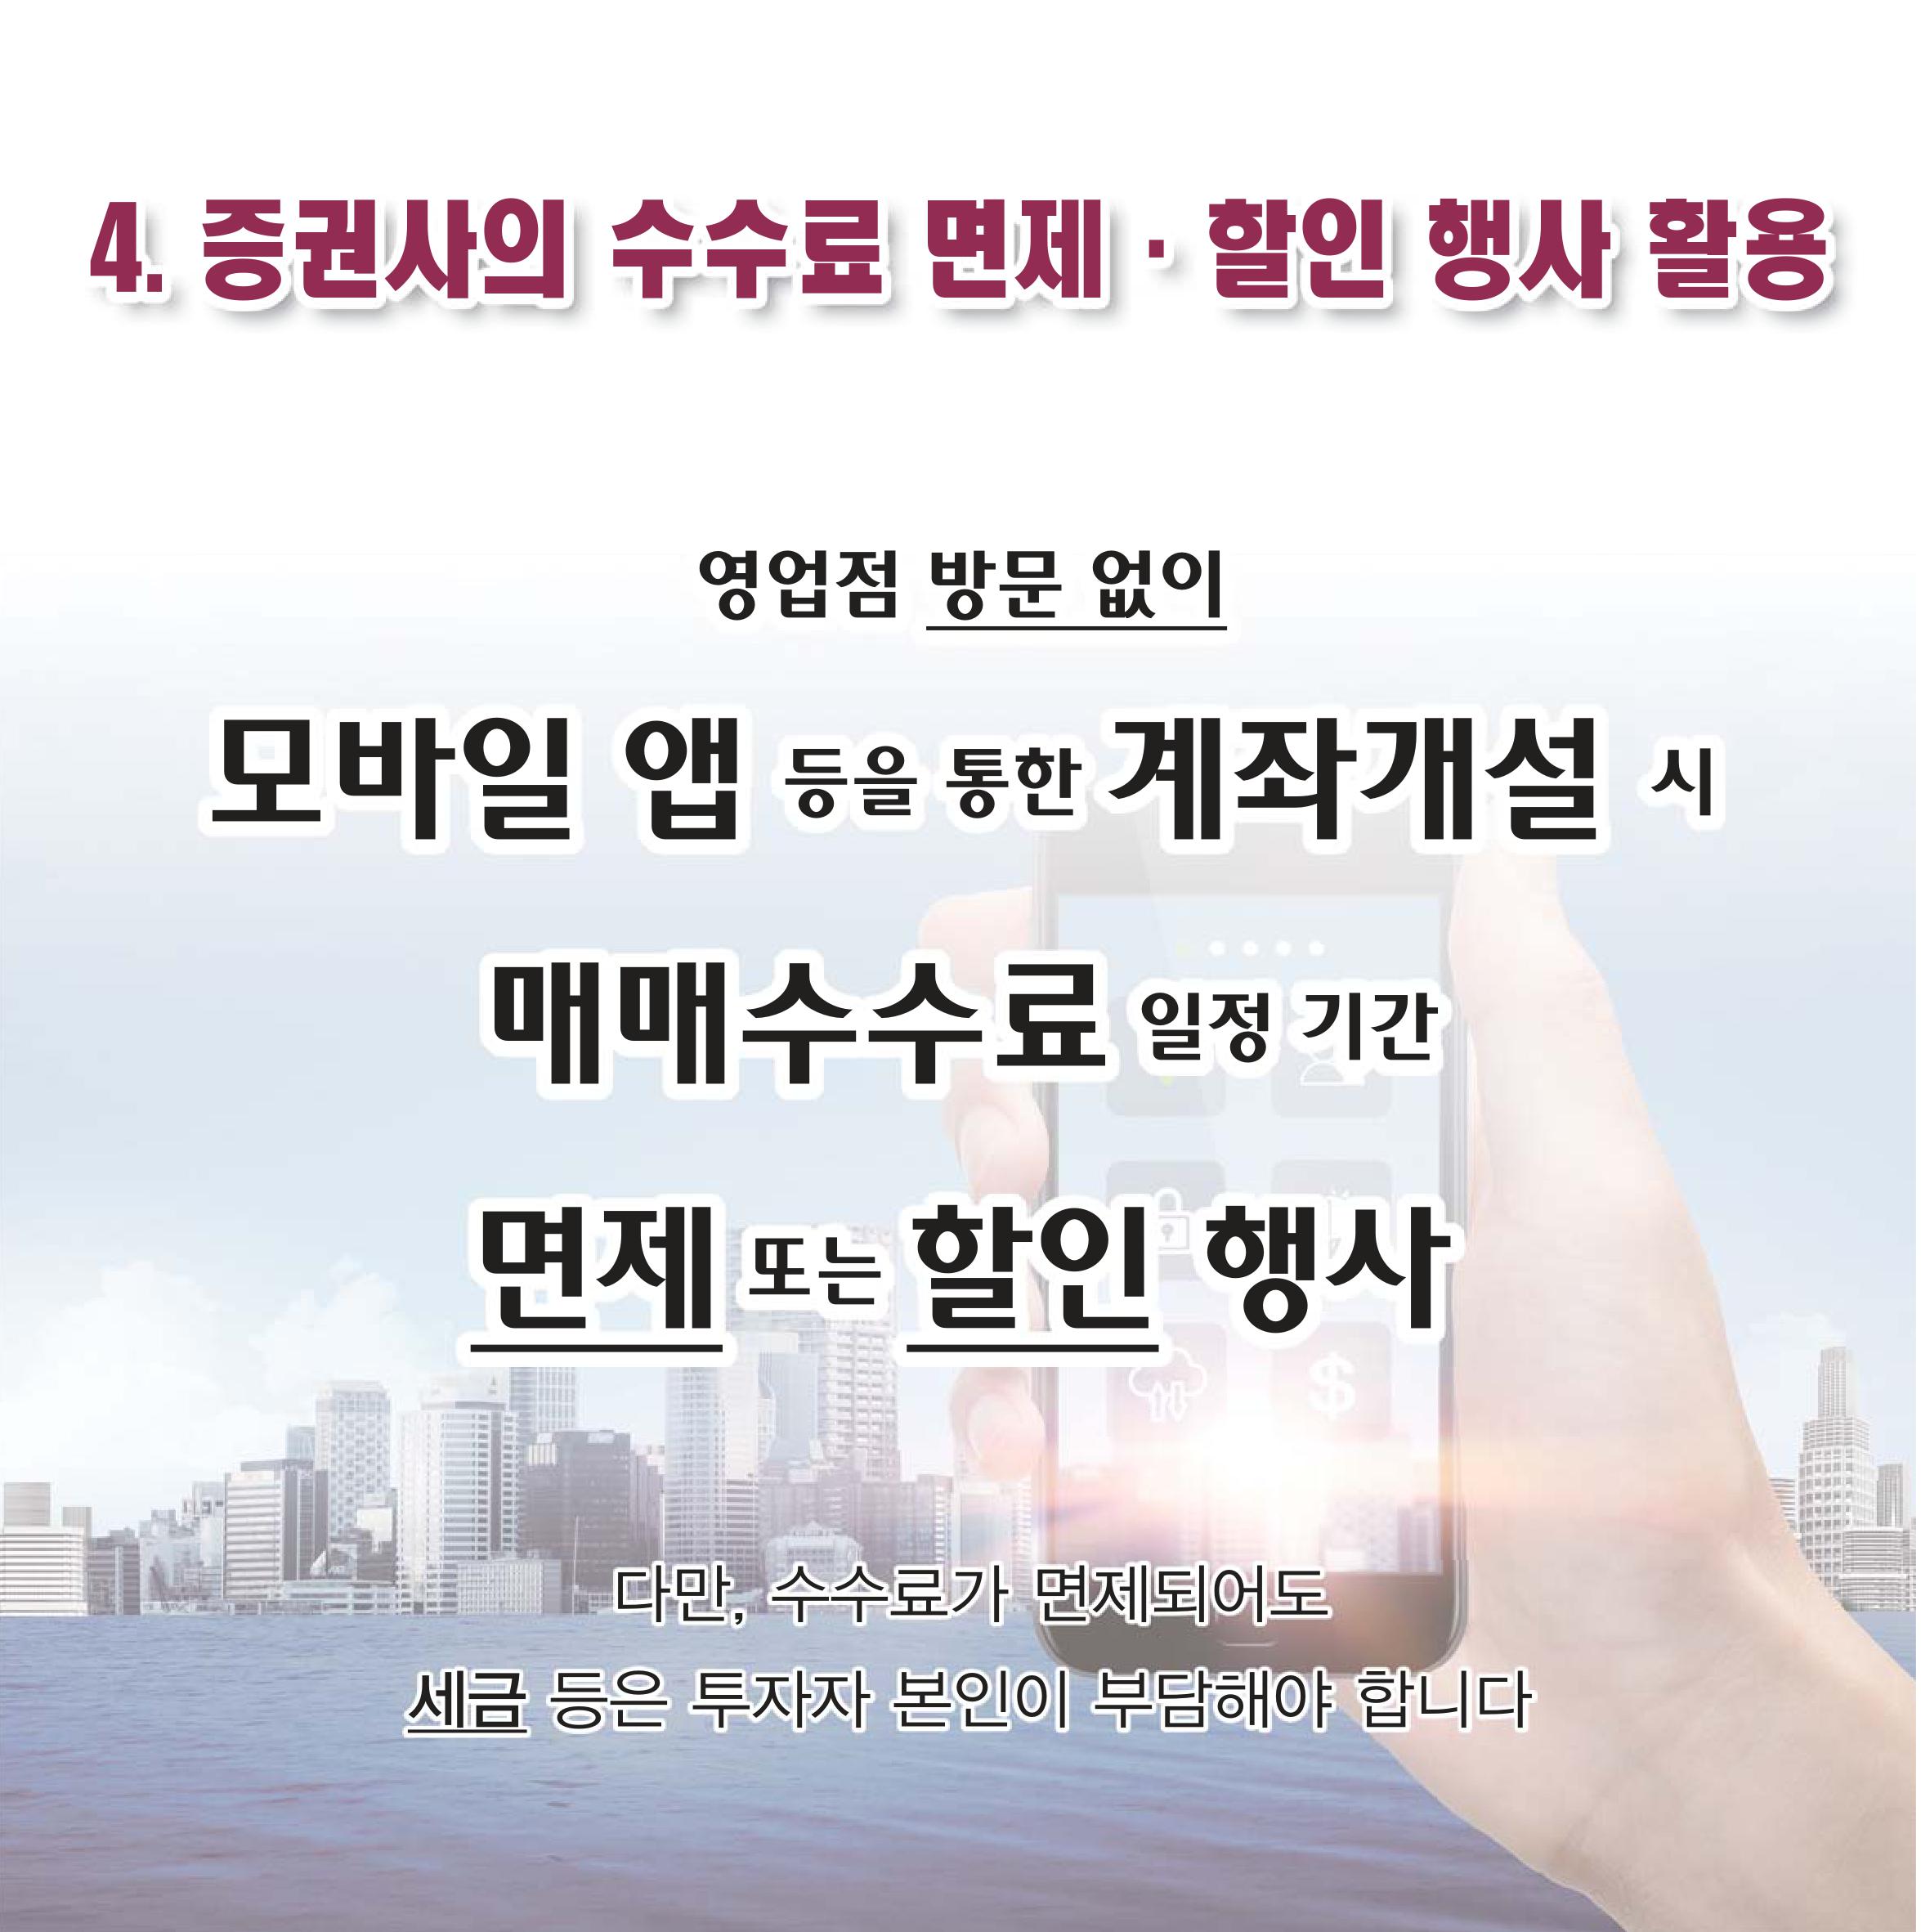 4. 증권사의 수수료 면제 · 할인 행사 활용
영업점 방문 없이
모바일 앱 등을 통한 계좌개설 시
매매수수료 일정 기간
면제 또는 할인 행사
다만, 수수료가 면제되어도
세금 등은 투자자 본인이 부담해야 합니다